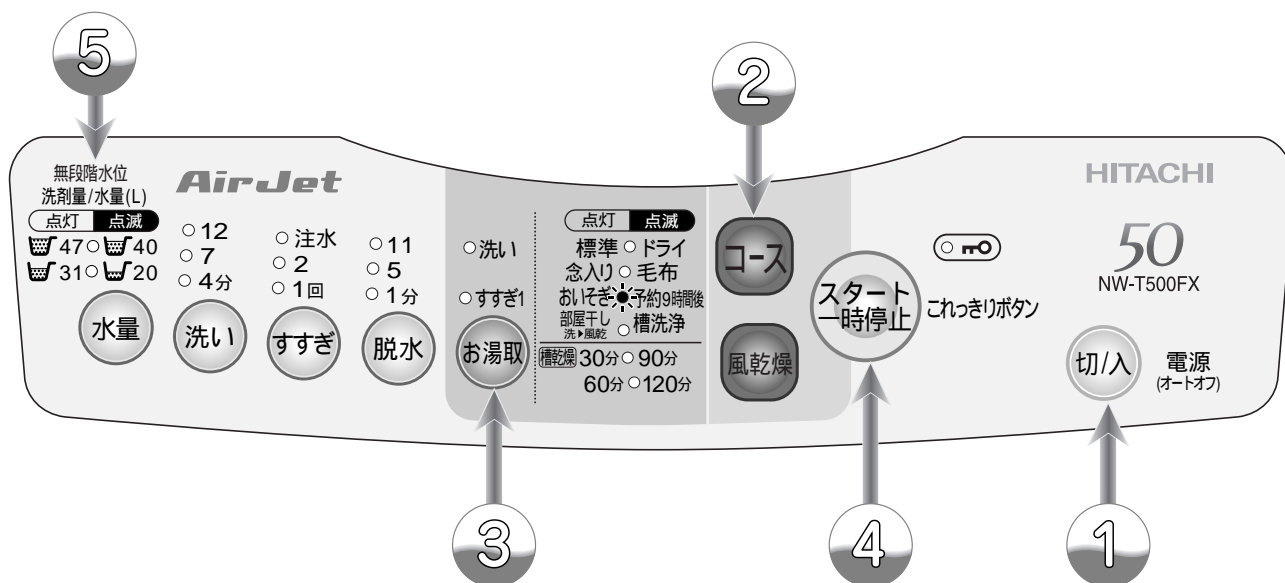 5
2
無段階水位
洗剤量/水量(L)
点灯 点滅
47 40
31 20
水量
AirJet
12
7
4分
洗い
注水
2
1回
すすぎ
11
5
1分
脱水
洗い
すすぎ1
お湯取
点灯 点滅
標準 ドライ
念入り 毛布
おいそぎ 予約9時間後
部屋干し 槽洗浄
洗▶風乾
槽乾燥 30分 90分
60分 120分
コース
風乾燥
スタート
一時停止
これっきりボタン
HITACHI
50
NW-T500FX
切/入
電源
(オートオフ)
3
4
1